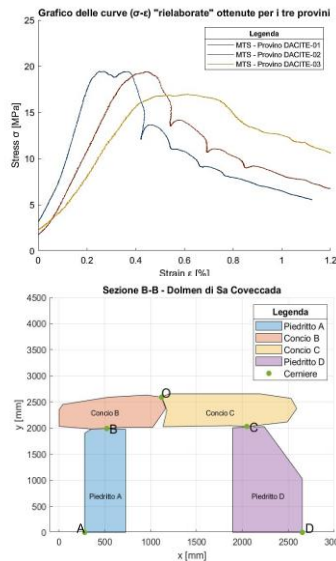 Grafico delle curve (σ-ε) "rielaborate" ottenute per i tre provini
Legenda
MTS - Provino DACITE-01
MTS - Provino DACITE-02
MTS - Provino DACITE-03
Stress σ [MPa]
25
20
15
10
5
0
0
0.2
0.4
0.6
0.8
1
1.2
Strain ε [%]
Sezione B-B - Dolmen di Sa Coveccada
Legenda
Piedritto A
Concio B
Concio C
Piedritto D
Cerniere
y [mm]
4500
4000
3500
3000
2500
2000
1500
1000
500
0
O
Concio B
Concio C
B
C
Piedritto A
Piedritto D
A
D
0
500
1000
1500
2000
2500
x [mm]